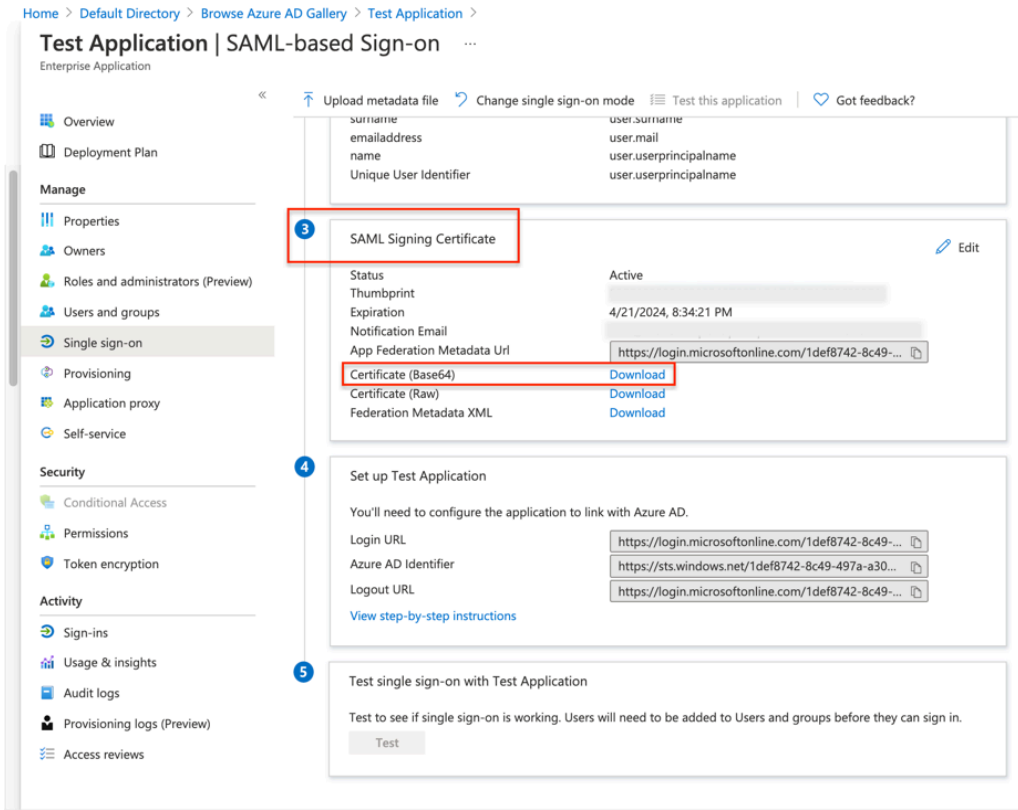 Home > Default Directory > Browse Azure AD Gallery > Test Application >
Test Application | SAML-based Sign-on ...
Enterprise Application
«
Upload metadata file Change single sign-on mode Test this application Got feedback?
Overview
Deployment Plan
Manage
Properties
Owners
Roles and administrators (Preview)
Users and groups
Single sign-on
Provisioning
Application proxy
Self-service
Security
Conditional Access
Permissions
Token encryption
Activity
Sign-ins
Usage & insights
Audit logs
Provisioning logs (Preview)
Access reviews
surname user.surname
emailaddress user.mail
name user.userprincipalname
Unique User Identifier user.userprincipalname
3
SAML Signing Certificate
Edit
Status Active
Thumbprint
Expiration 4/21/2024, 8:34:21 PM
Notification Email
App Federation Metadata Url https://login.microsoftonline.com/1def8742-8c49-...
Certificate (Base64) Download
Certificate (Raw) Download
Federation Metadata XML Download
4
Set up Test Application
You'll need to configure the application to link with Azure AD.
Login URL https://login.microsoftonline.com/1def8742-8c49-...
Azure AD Identifier https://sts.windows.net/1def8742-8c49-497a-a30...
Logout URL https://login.microsoftonline.com/1def8742-8c49-...
View step-by-step instructions
5
Test single sign-on with Test Application
Test to see if single sign-on is working. Users will need to be added to Users and groups before they can sign in.
Test